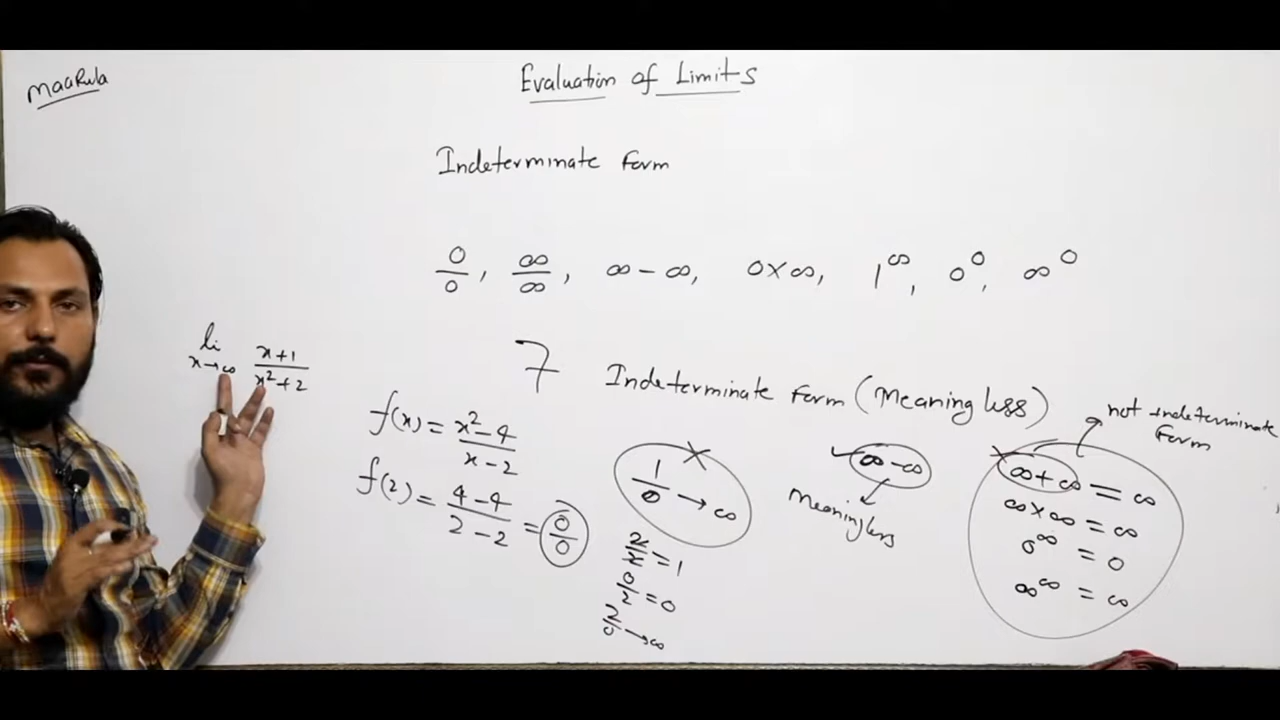 MaaRula
Evaluation of Limits
Indeterminate Form
0/0, ∞/∞, ∞ - ∞, 0×∞, 1^∞, 0^0, ∞^0
7 Indeterminate Form (Meaningless)
li x→∞ x+1/x²+2
f(x) = x²-4/x-2
f(2) = 4-4/2-2 = 0/0
1/0 → ∞
2/2 = 1
0/2 = 0
2/0 → ∞
∞-∞
Meaningless
not indeterminate
Form
∞+∞ = ∞
∞×∞ = ∞
0^∞ = 0
∞^∞ = ∞